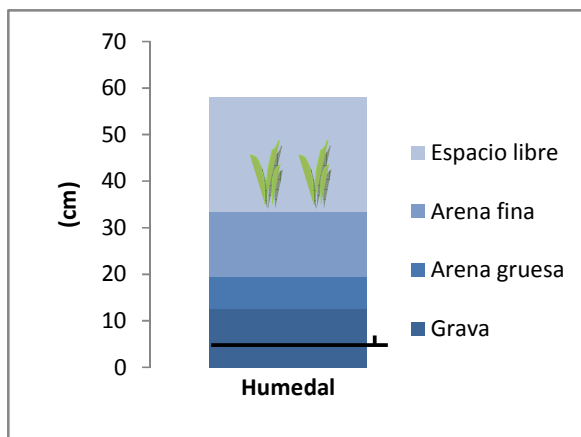 70
60
50
40
30
20
10
0
(cm)
Humedal
Espacio libre
Arena fina
Arena gruesa
Grava